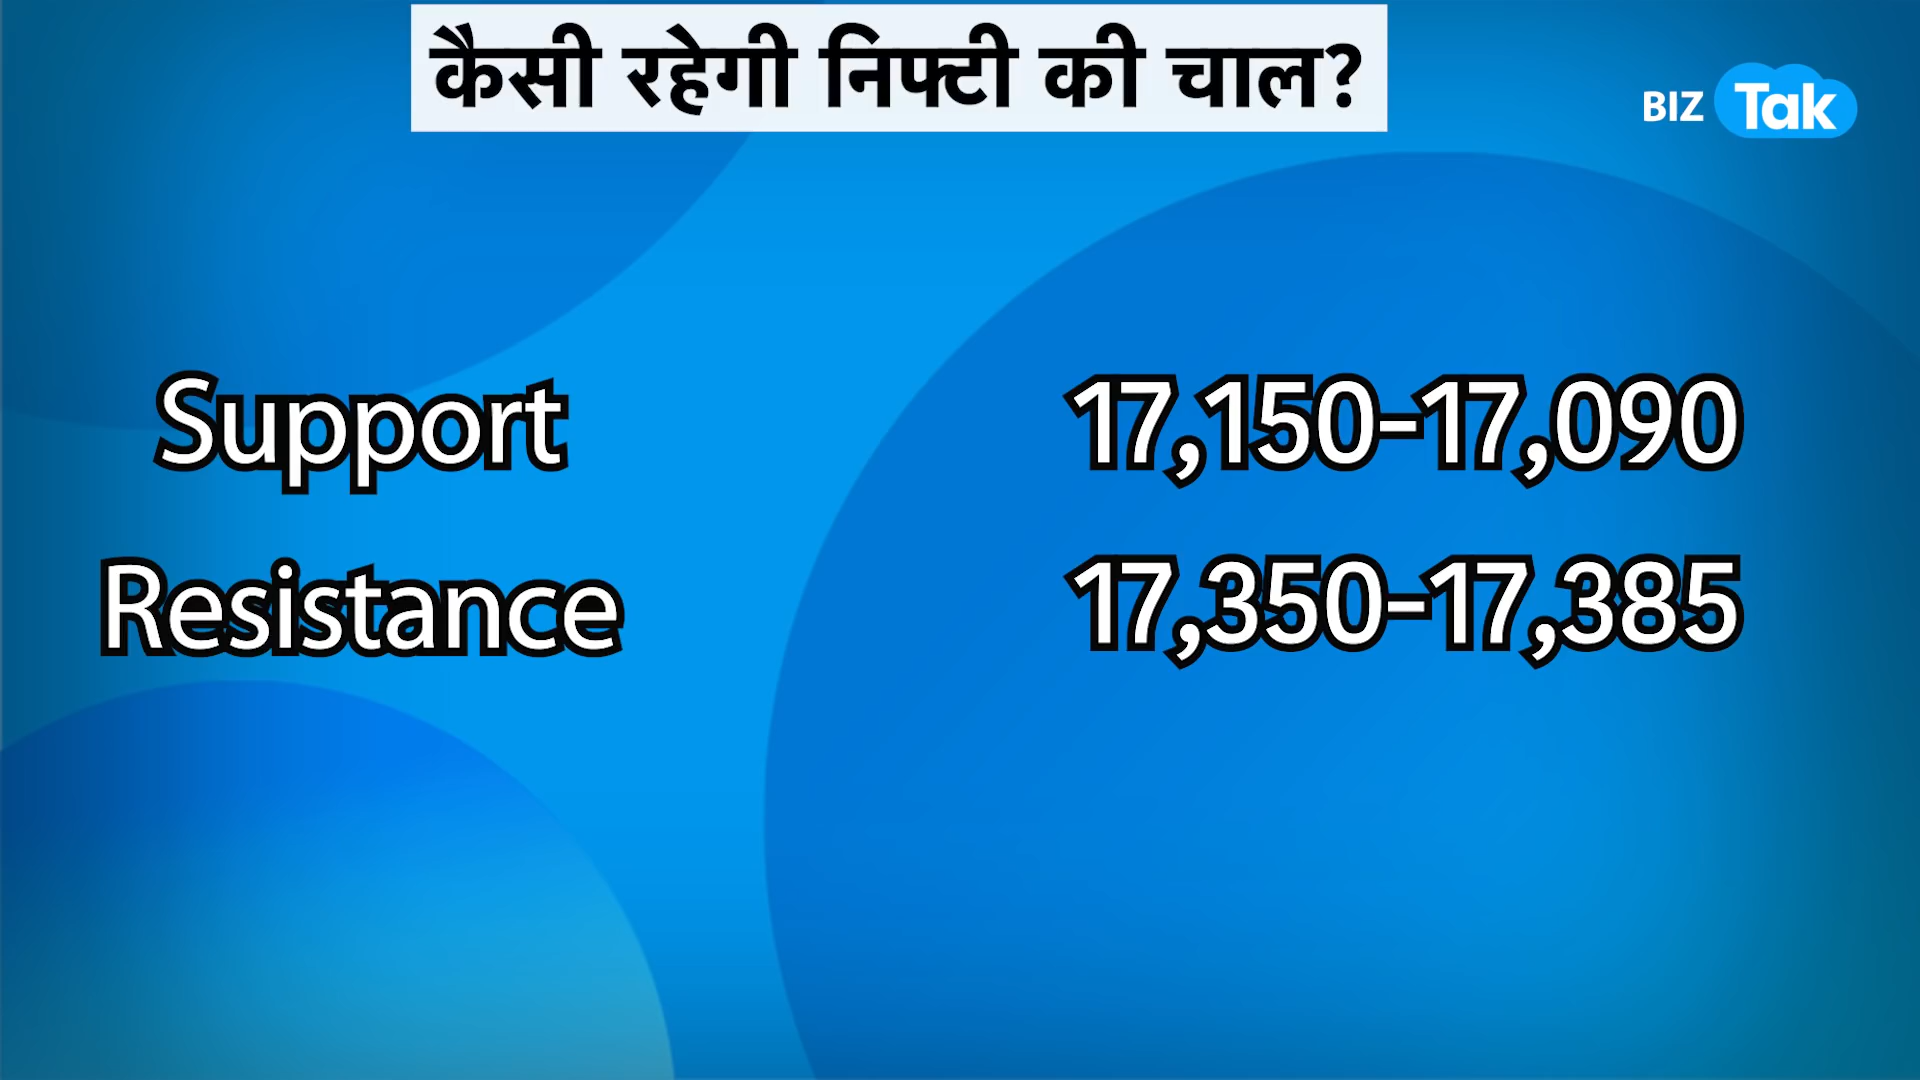 कैसी रहेगी निफ्टी की चाल?
BIZ Tak
Support 17,150-17,090
Resistance 17,350-17,385